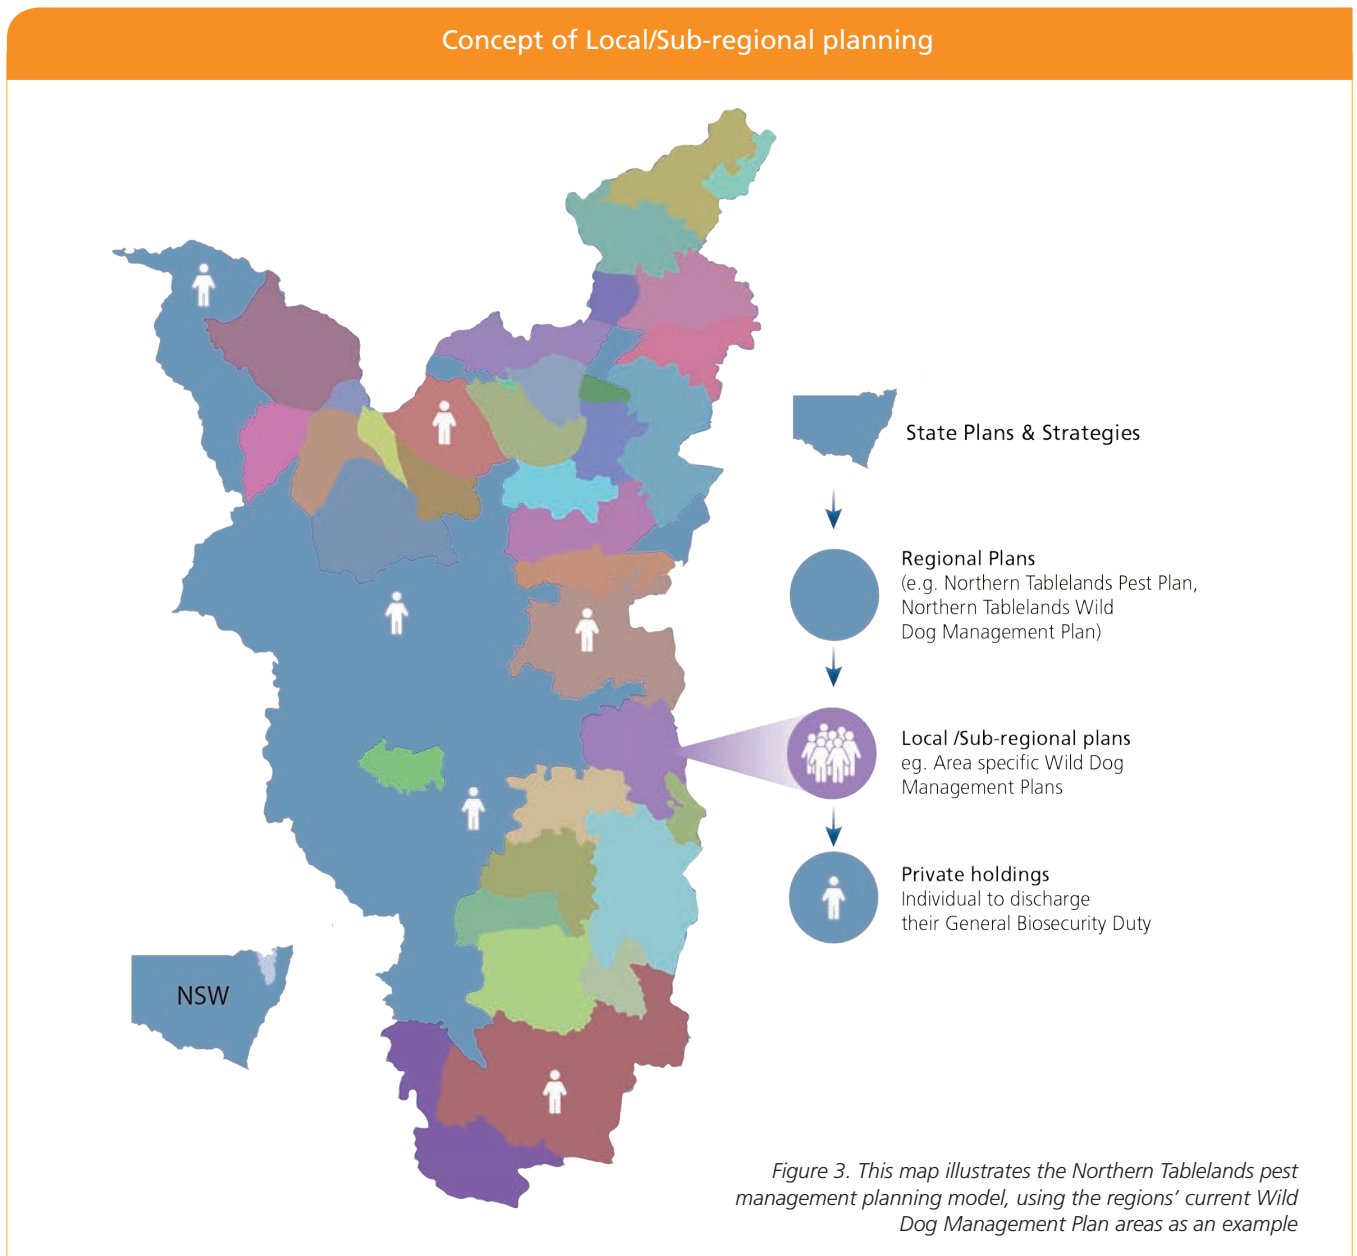 Concept of Local/Sub-regional planning
State Plans & Strategies
Regional Plans
(e.g. Northern Tablelands Pest Plan,
Northern Tablelands Wild
Dog Management Plan)
Local /Sub-regional plans
eg. Area specific Wild Dog
Management Plans
Private holdings
Individual to discharge
their General Biosecurity Duty
NSW
Figure 3. This map illustrates the Northern Tablelands pest
management planning model, using the regions’ current Wild
Dog Management Plan areas as an example